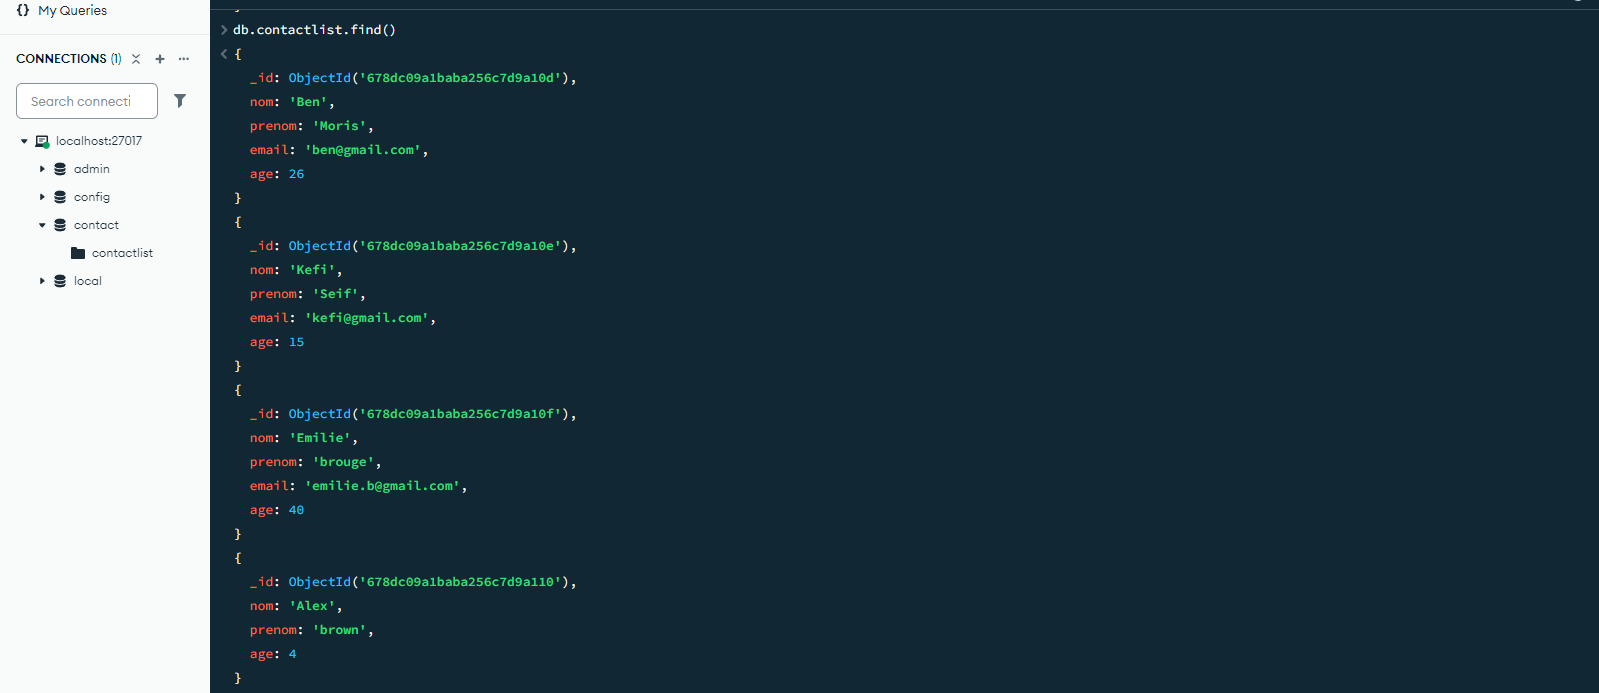 {} My Queries
CONNECTIONS (1)
Search connecti
localhost:27017
admin
config
contact
contactlist
local
> db.contactlist.find()
< {
_id: ObjectId('678dc09a1baba256c7d9a10d'),
nom: 'Ben',
prenom: 'Moris',
email: 'ben@gmail.com',
age: 26
}
{
_id: ObjectId('678dc09a1baba256c7d9a10e'),
nom: 'Kefi',
prenom: 'Seif',
email: 'kefi@gmail.com',
age: 15
}
{
_id: ObjectId('678dc09a1baba256c7d9a10f'),
nom: 'Emilie',
prenom: 'brouge',
email: 'emilie.b@gmail.com',
age: 40
}
{
_id: ObjectId('678dc09a1baba256c7d9a110'),
nom: 'Alex',
prenom: 'brown',
age: 4
}